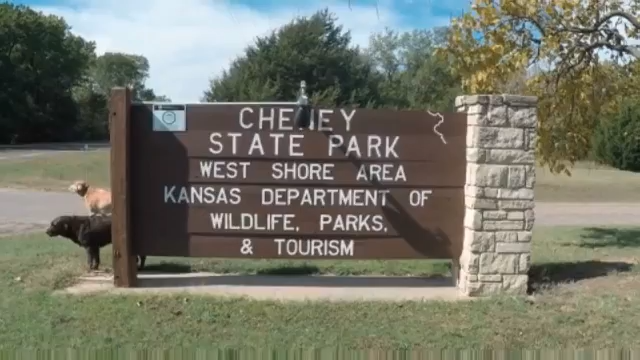 CHENEY
STATE PARK
WEST SHORE AREA
KANSAS DEPARTMENT OF
WILDLIFE, PARKS,
& TOURISM